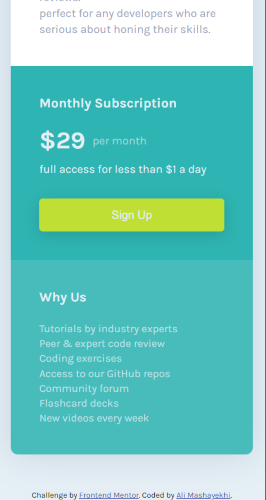 perfect for any developers who are
serious about honing their skills.
Monthly Subscription
$29 per month
full access for less than $1 a day
Sign Up
Why Us
Tutorials by industry experts
Peer & expert code review
Coding exercises
Access to our GitHub repos
Community forum
Flashcard decks
New videos every week
Challenge by Frontend Mentor. Coded by Ali Mashayekhi.